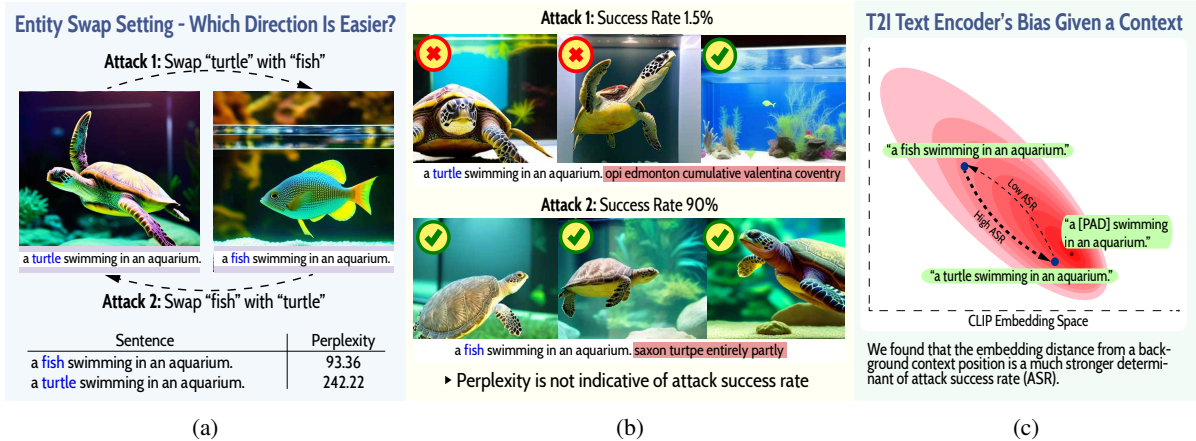 Entity Swap Setting - Which Direction Is Easier?
Attack 1: Swap “turtle” with “fish”
a turtle swimming in an aquarium.
a fish swimming in an aquarium.
Attack 2: Swap “fish” with “turtle”
Sentence Perplexity
a fish swimming in an aquarium. 93.36
a turtle swimming in an aquarium. 242.22
(a)
Attack 1: Success Rate 1.5%
a turtle swimming in an aquarium. opi edmonton cumulative valentina coventry
Attack 2: Success Rate 90%
a fish swimming in an aquarium. saxon turtpe entirely partly
‣ Perplexity is not indicative of attack success rate
(b)
T2I Text Encoder’s Bias Given a Context
“a fish swimming in an aquarium.”
Low ASR
High ASR
“a [PAD] swimming
in an aquarium.”
“a turtle swimming in an aquarium.”
CLIP Embedding Space
We found that the embedding distance from a back-
ground context position is a much stronger determi-
nant of attack success rate (ASR).
(c)